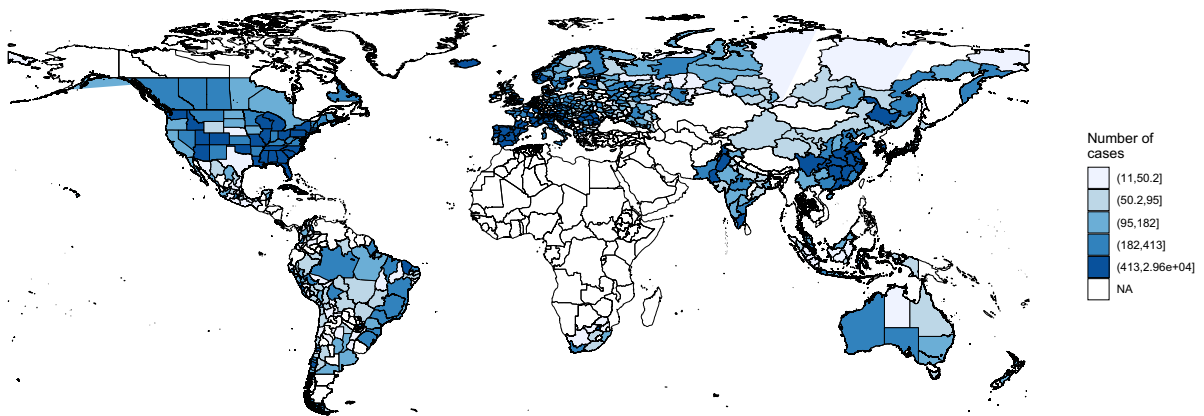 Number of
cases
(11,50.2]
(50.2,95]
(95,182]
(182,413]
(413,2.96e+04]
NA